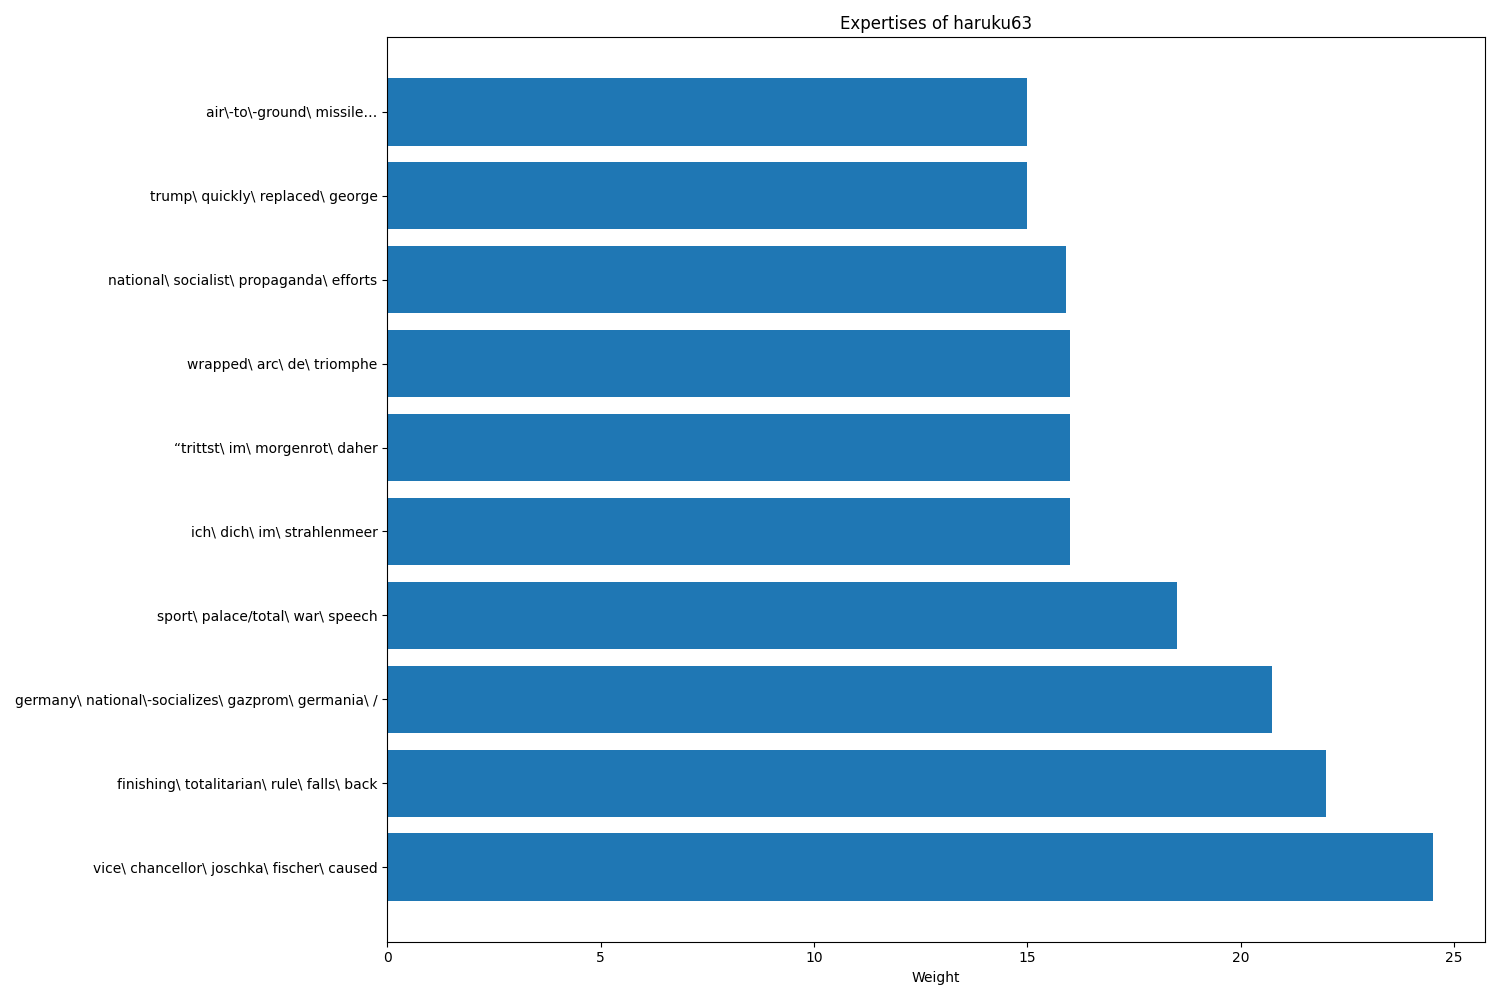 Expertises of haruku63
air\-to\-ground\ missile…
trump\ quickly\ replaced\ george
national\ socialist\ propaganda\ efforts
wrapped\ arc\ de\ triomphe
“trittst\ im\ morgenrot\ daher
ich\ dich\ im\ strahlenmeer
sport\ palace/total\ war\ speech
germany\ national\-socializes\ gazprom\ germania\ /
finishing\ totalitarian\ rule\ falls\ back
vice\ chancellor\ joschka\ fischer\ caused
0 5 10 15 20 25
Weight